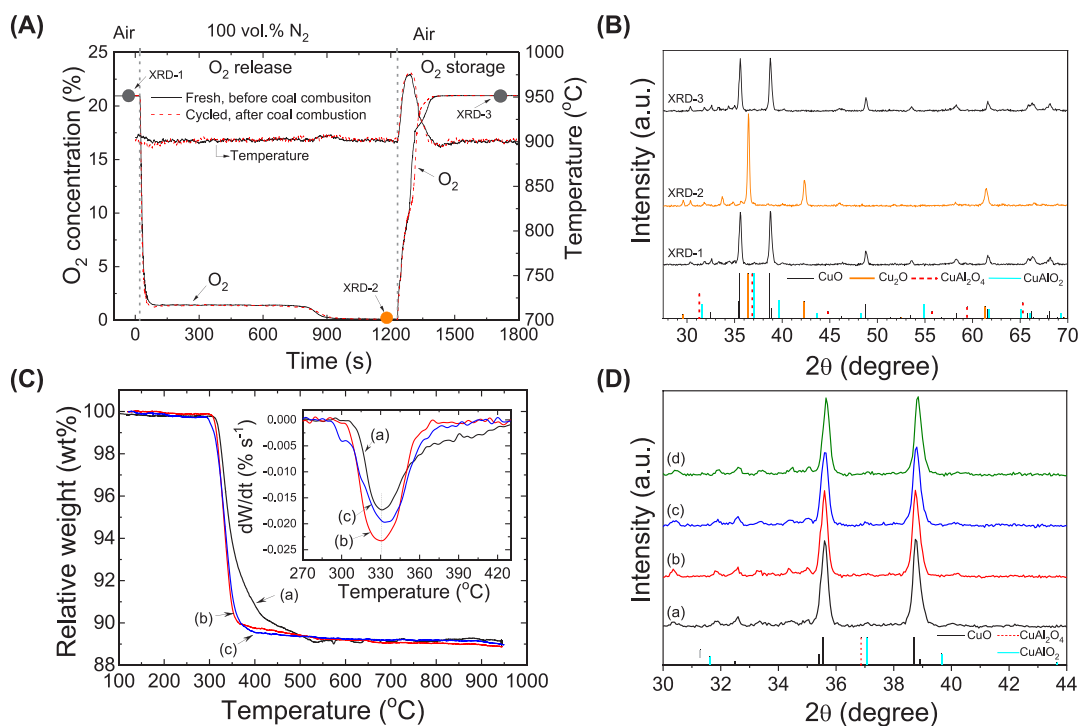 (A)
Air
100 vol.% N2
Air
O2 release
O2 storage
XRD-1
Fresh, before coal combusiton
Cycled, after coal combustion
XRD-3
Temperature
O2
O2
XRD-2
25
20
15
10
5
0
O2 concentration (%)
1000
950
900
850
800
750
700
Temperature (°C)
0 300 600 900 1200 1500 1800
Time (s)
(B)
XRD-3
XRD-2
XRD-1
CuO Cu2O CuAl2O4 CuAlO2
Intensity (a.u.)
30 35 40 45 50 55 60 65 70
2θ (degree)
(C)
100
98
96
94
92
90
88
Relative weight (wt%)
(a)
(b)
(c)
100 200 300 400 500 600 700 800 900 1000
Temperature (°C)
0.000
-0.005
-0.010
-0.015
-0.020
-0.025
dW/dt (% s-1)
(a)
(c)
(b)
270 300 330 360 390 420
Temperature (°C)
(D)
(d)
(c)
(b)
(a)
CuO CuAl2O4
CuAlO2
Intensity (a.u.)
30 32 34 36 38 40 42 44
2θ (degree)